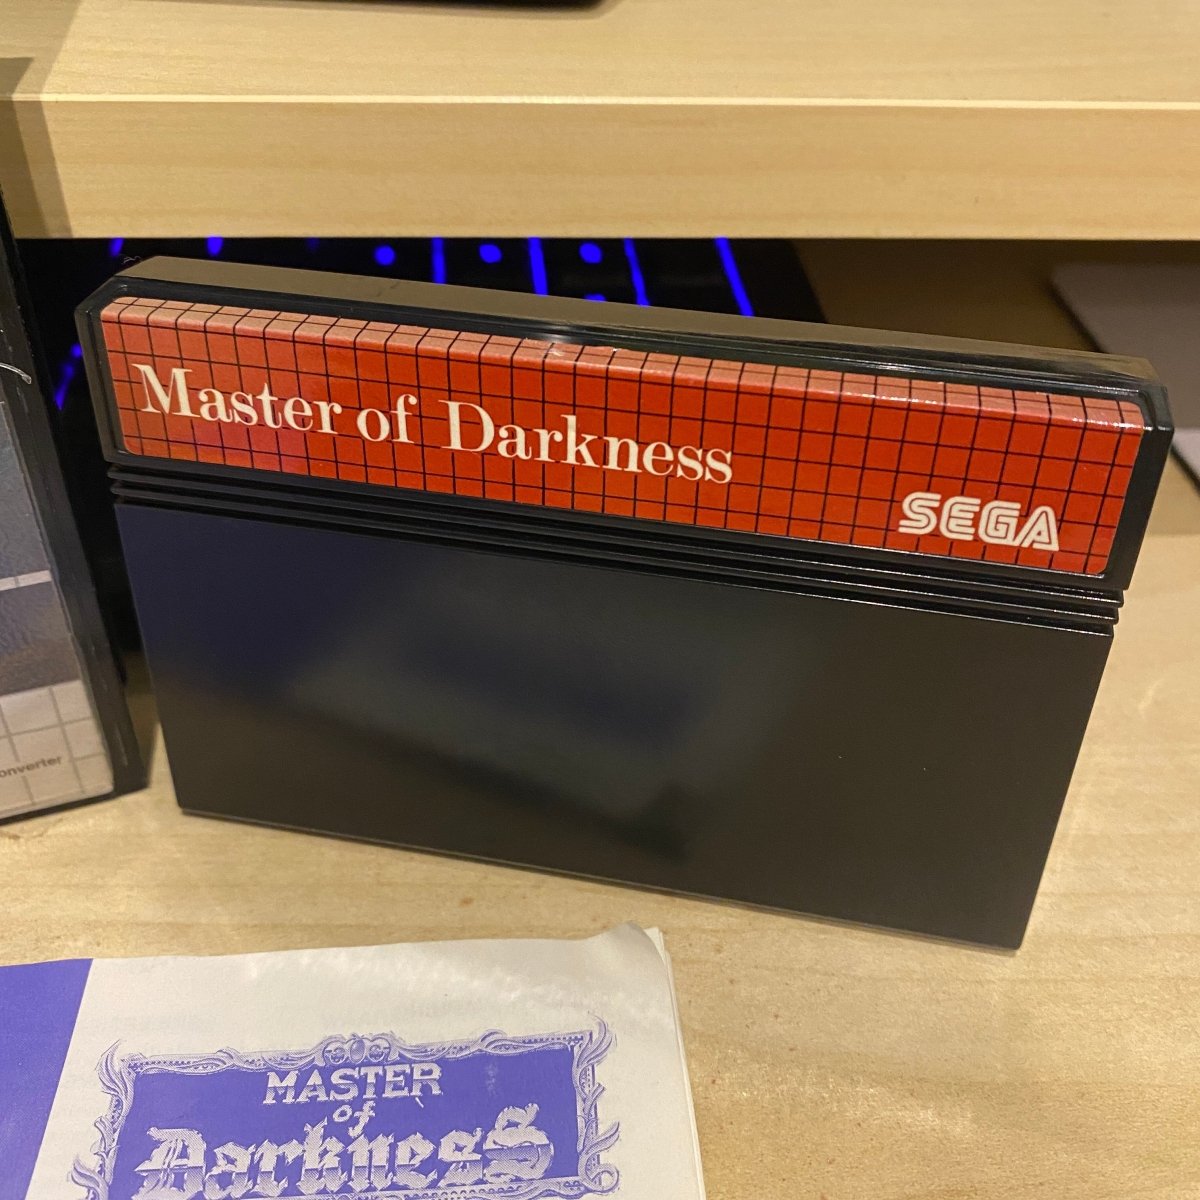 Master of Darkness
SEGA
onverter
MASTER
of
Darkness